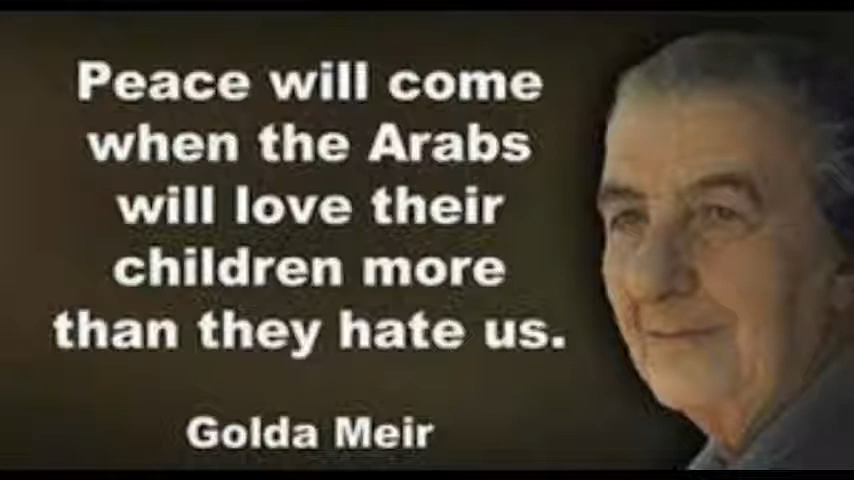 Peace will come
when the Arabs
will love their
children more
than they hate us.
Golda Meir